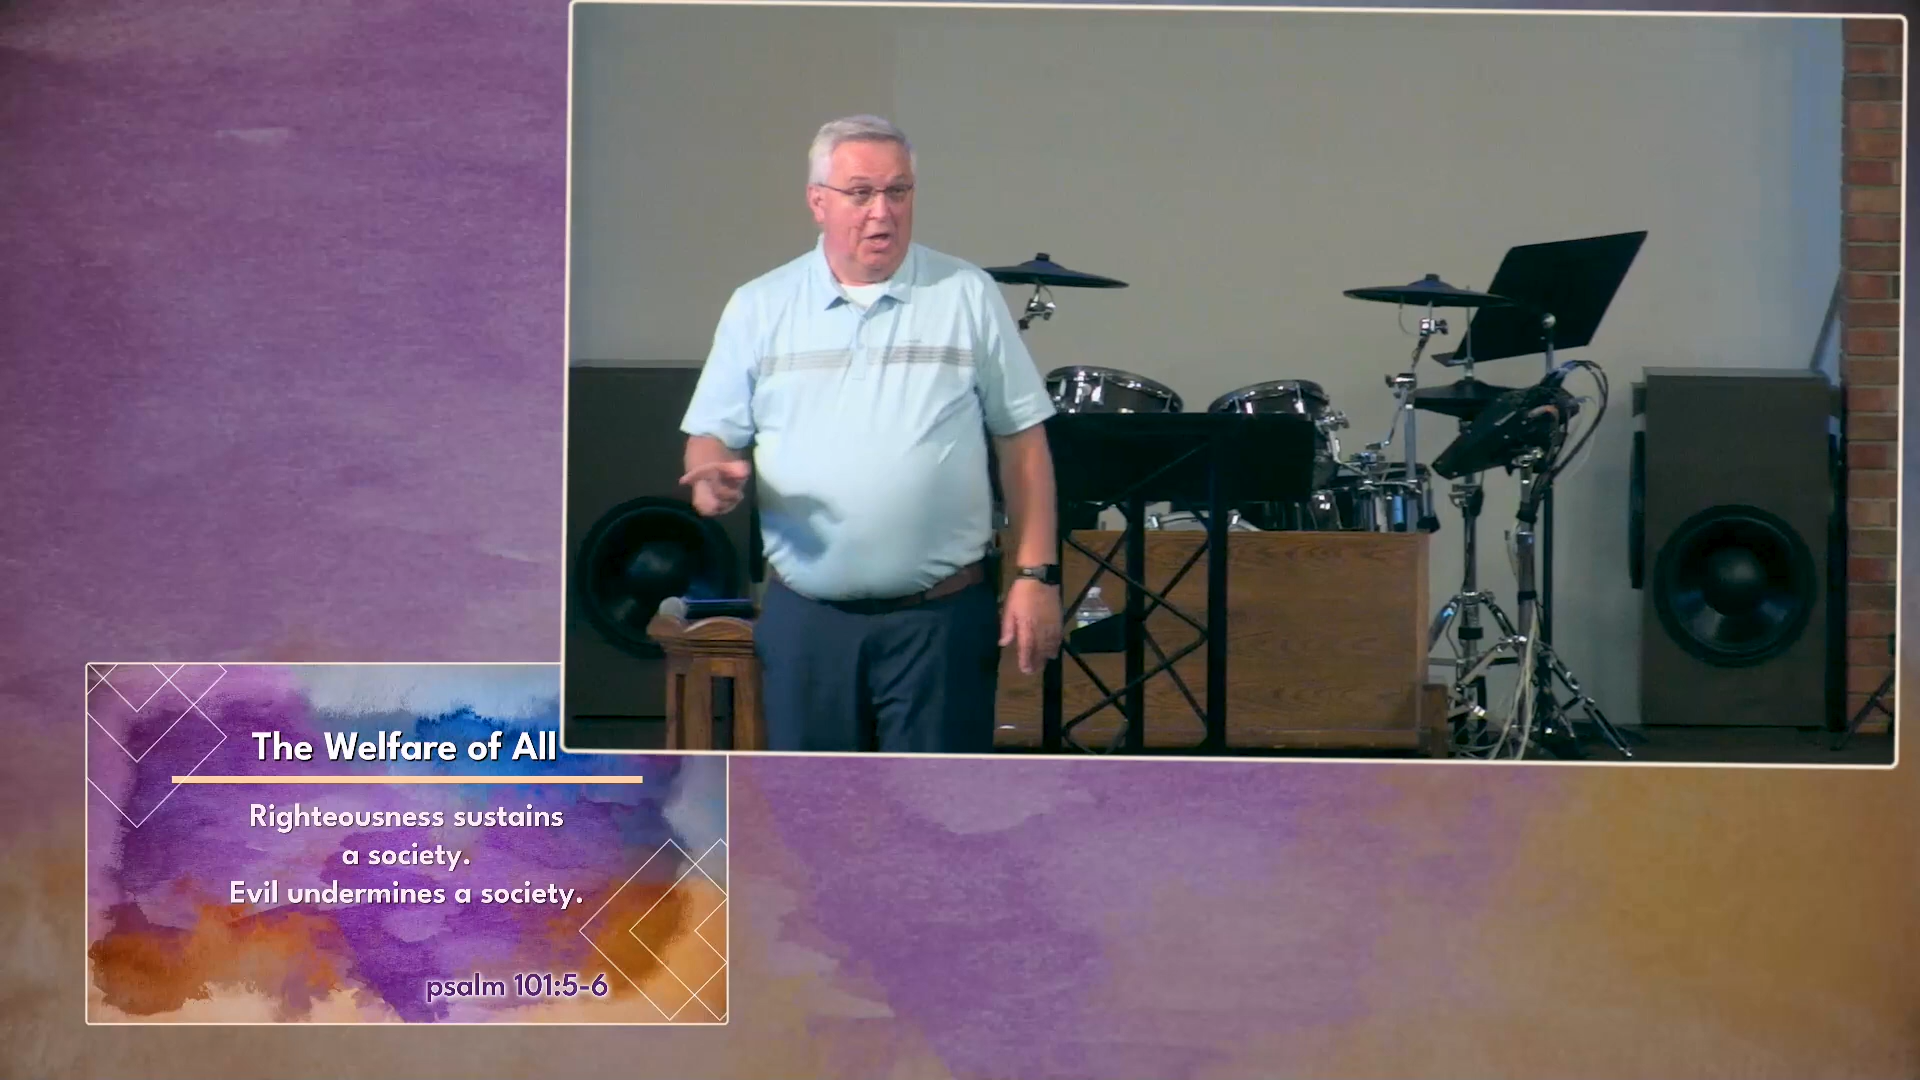 The Welfare of All
Righteousness sustains
a society.
Evil undermines a society.
psalm 101:5-6